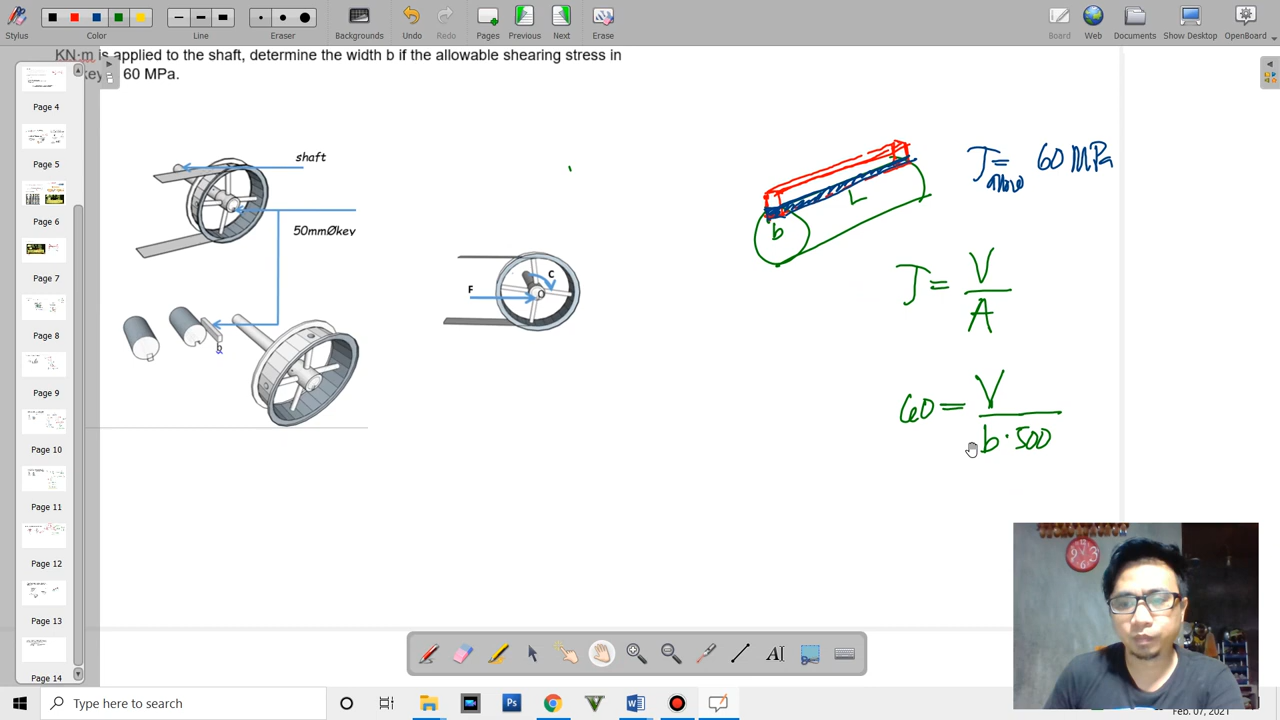 Stylus
Color
Line
Eraser
Backgrounds
Undo
Redo
Pages
Previous
Next
Erase
Board
Web
Documents
Show Desktop
OpenBoard
KN·m is applied to the shaft, determine the width b if the allowable shearing stress in
60 MPa.
Page 4
Page 5
Page 6
Page 7
Page 8
Page 9
Page 10
Page 11
Page 12
Page 13
Page 14
shaft
50mmØkey
F
C
O
b
L
60 MPa
V
A
60 = V
b·500
Type here to search
Feb. 07, 2021